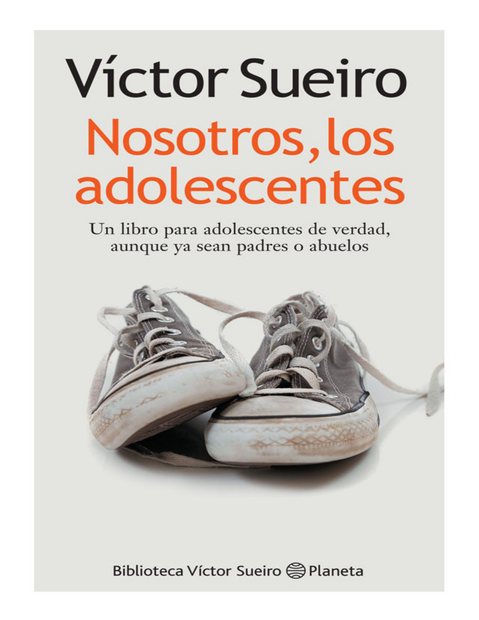 Víctor Sueiro
Nosotros, los
adolescentes
Un libro para adolescentes de verdad,
aunque ya sean padres o abuelos
Biblioteca Víctor Sueiro Planeta